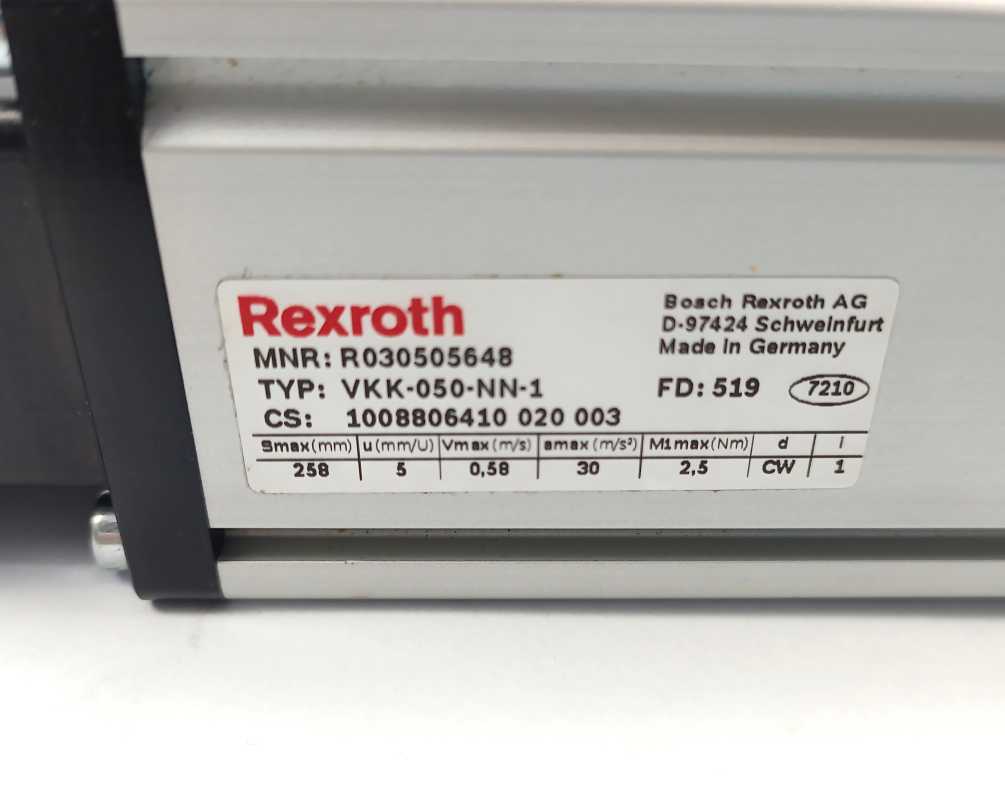 Rexroth
MNR: R030505648
TYP: VKK-050-NN-1
CS: 1008806410 020 003
Bosch Rexroth AG
D-97424 Schweinfurt
Made in Germany
FD: 519 7210
Smax(mm) u(mm/U) Vmax(m/s) amax(m/s²) M1max(Nm) d i
258 5 0,58 30 2,5 CW 1